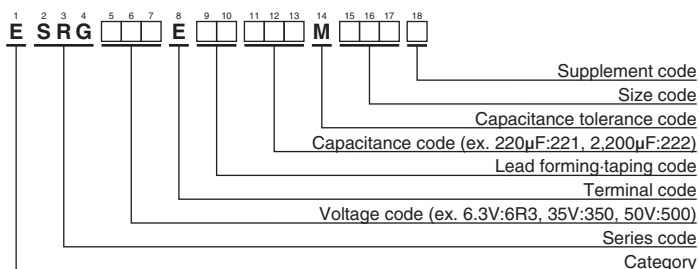 1 2 3 4 5 6 7 8 9 10 11 12 13 14 15 16 17 18
E SRG E M
Supplement code
Size code
Capacitance tolerance code
Capacitance code (ex. 220µF:221, 2,200µF:222)
Lead forming·taping code
Terminal code
Voltage code (ex. 6.3V:6R3, 35V:350, 50V:500)
Series code
Category